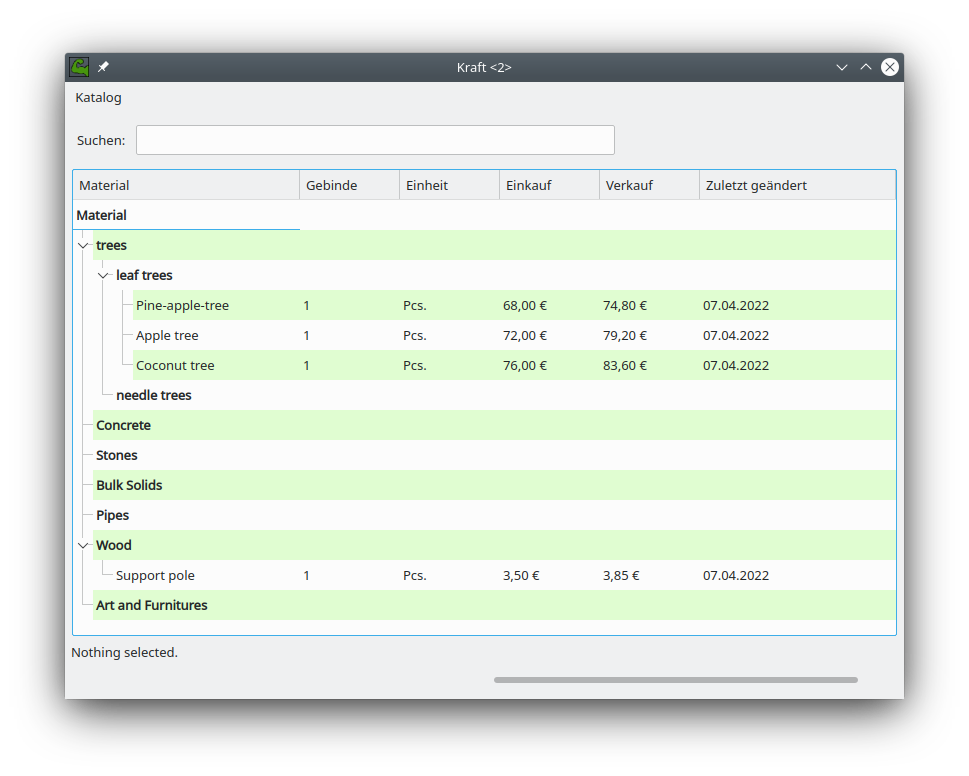 Kraft <2>
Katalog
Suchen:
Material Gebinde Einheit Einkauf Verkauf Zuletzt geändert
Material
trees
leaf trees
Pine-apple-tree 1 Pcs. 68,00 € 74,80 € 07.04.2022
Apple tree 1 Pcs. 72,00 € 79,20 € 07.04.2022
Coconut tree 1 Pcs. 76,00 € 83,60 € 07.04.2022
needle trees
Concrete
Stones
Bulk Solids
Pipes
Wood
Support pole 1 Pcs. 3,50 € 3,85 € 07.04.2022
Art and Furnitures
Nothing selected.